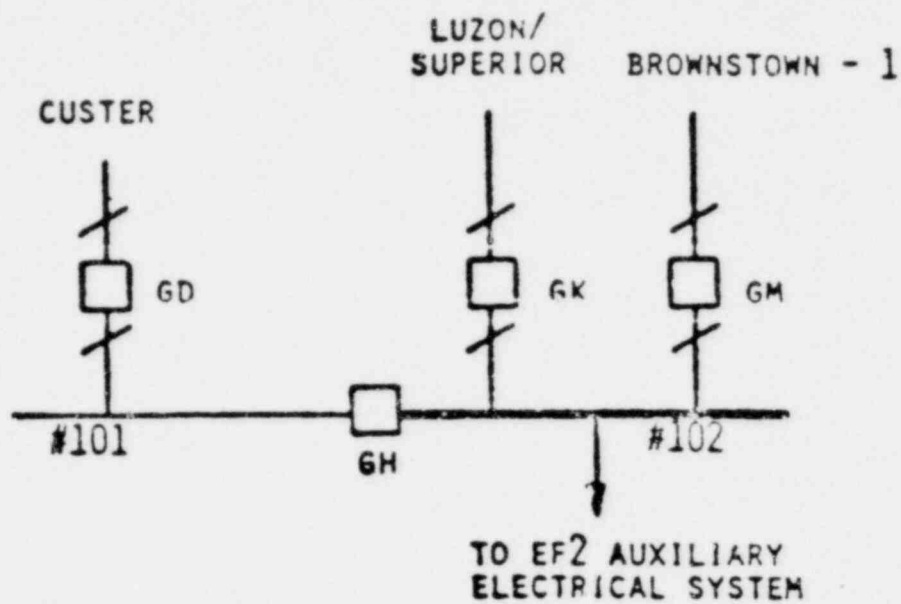 LUZON/
SUPERIOR
BROWNSTOWN - 1
CUSTER
GD
GK
GM
#101
GH
#102
TO EF2 AUXILIARY
ELECTRICAL SYSTEM